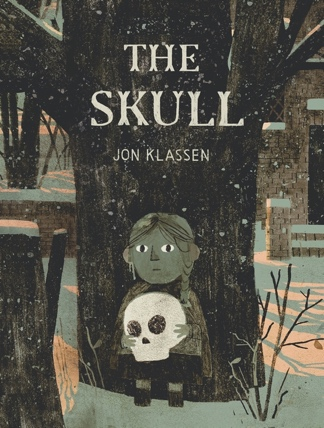 THE
SKULL
JON KLASSEN